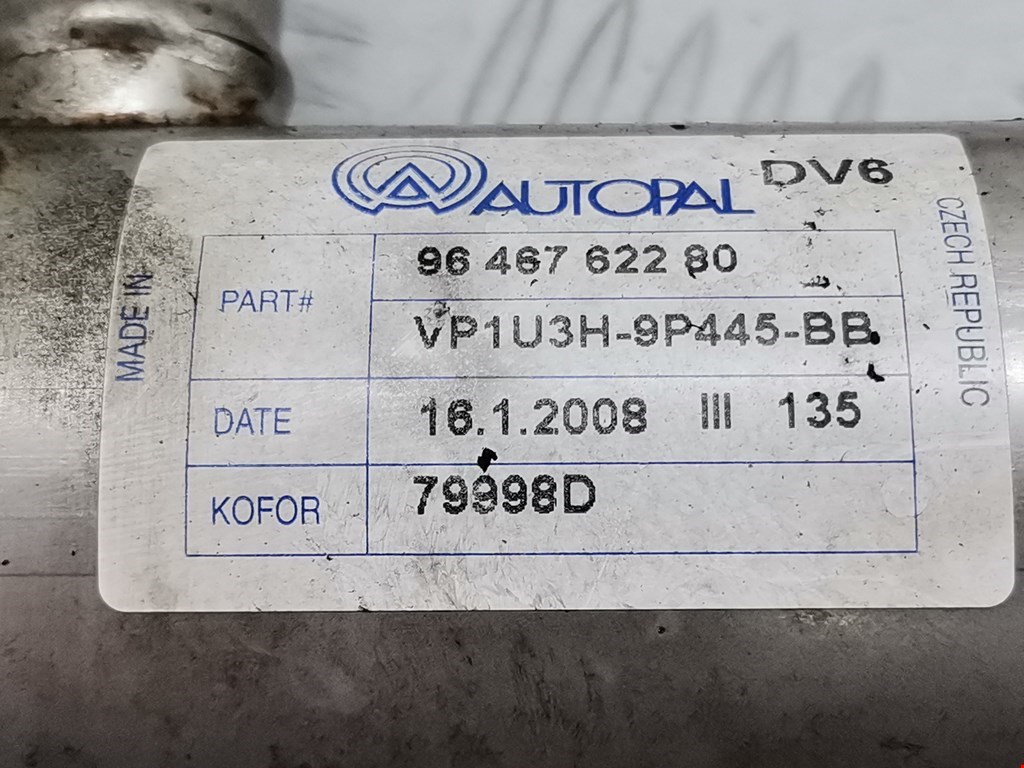 AUTOPAL DV6
MADE IN
CZECH REPUBLIC
PART# 96 467 622 80
VP1U3H-9P445-BB
DATE 16.1.2008 III 135
KOFOR 79998D